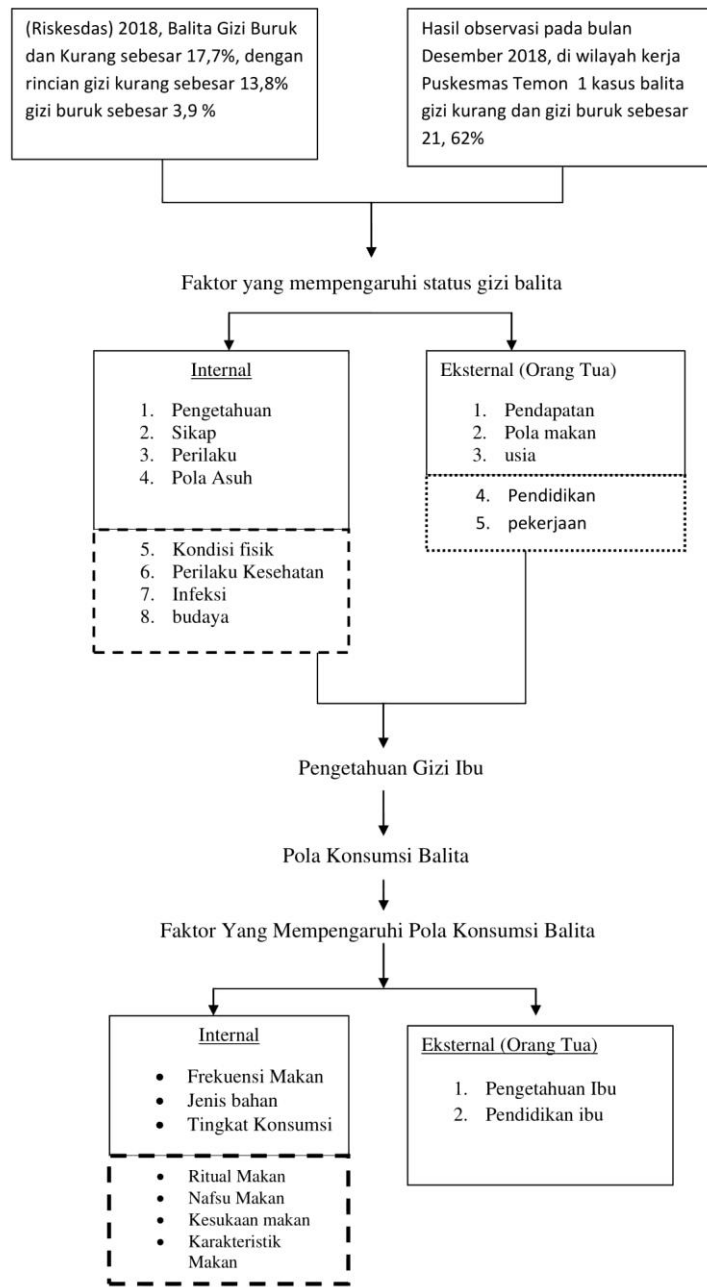 (Riskesdas) 2018, Balita Gizi Buruk
dan Kurang sebesar 17,7%, dengan
rincian gizi kurang sebesar 13,8%
gizi buruk sebesar 3,9 %
Hasil observasi pada bulan
Desember 2018, di wilayah kerja
Puskesmas Temon 1 kasus balita
gizi kurang dan gizi buruk sebesar
21, 62%
Faktor yang mempengaruhi status gizi balita
Internal
1. Pengetahuan
2. Sikap
3. Perilaku
4. Pola Asuh
5. Kondisi fisik
6. Perilaku Kesehatan
7. Infeksi
8. budaya
Eksternal (Orang Tua)
1. Pendapatan
2. Pola makan
3. usia
4. Pendidikan
5. pekerjaan
Pengetahuan Gizi Ibu
Pola Konsumsi Balita
Faktor Yang Mempengaruhi Pola Konsumsi Balita
Internal
• Frekuensi Makan
• Jenis bahan
• Tingkat Konsumsi
• Ritual Makan
• Nafsu Makan
• Kesukaan makan
• Karakteristik
Makan
Eksternal (Orang Tua)
1. Pengetahuan Ibu
2. Pendidikan ibu